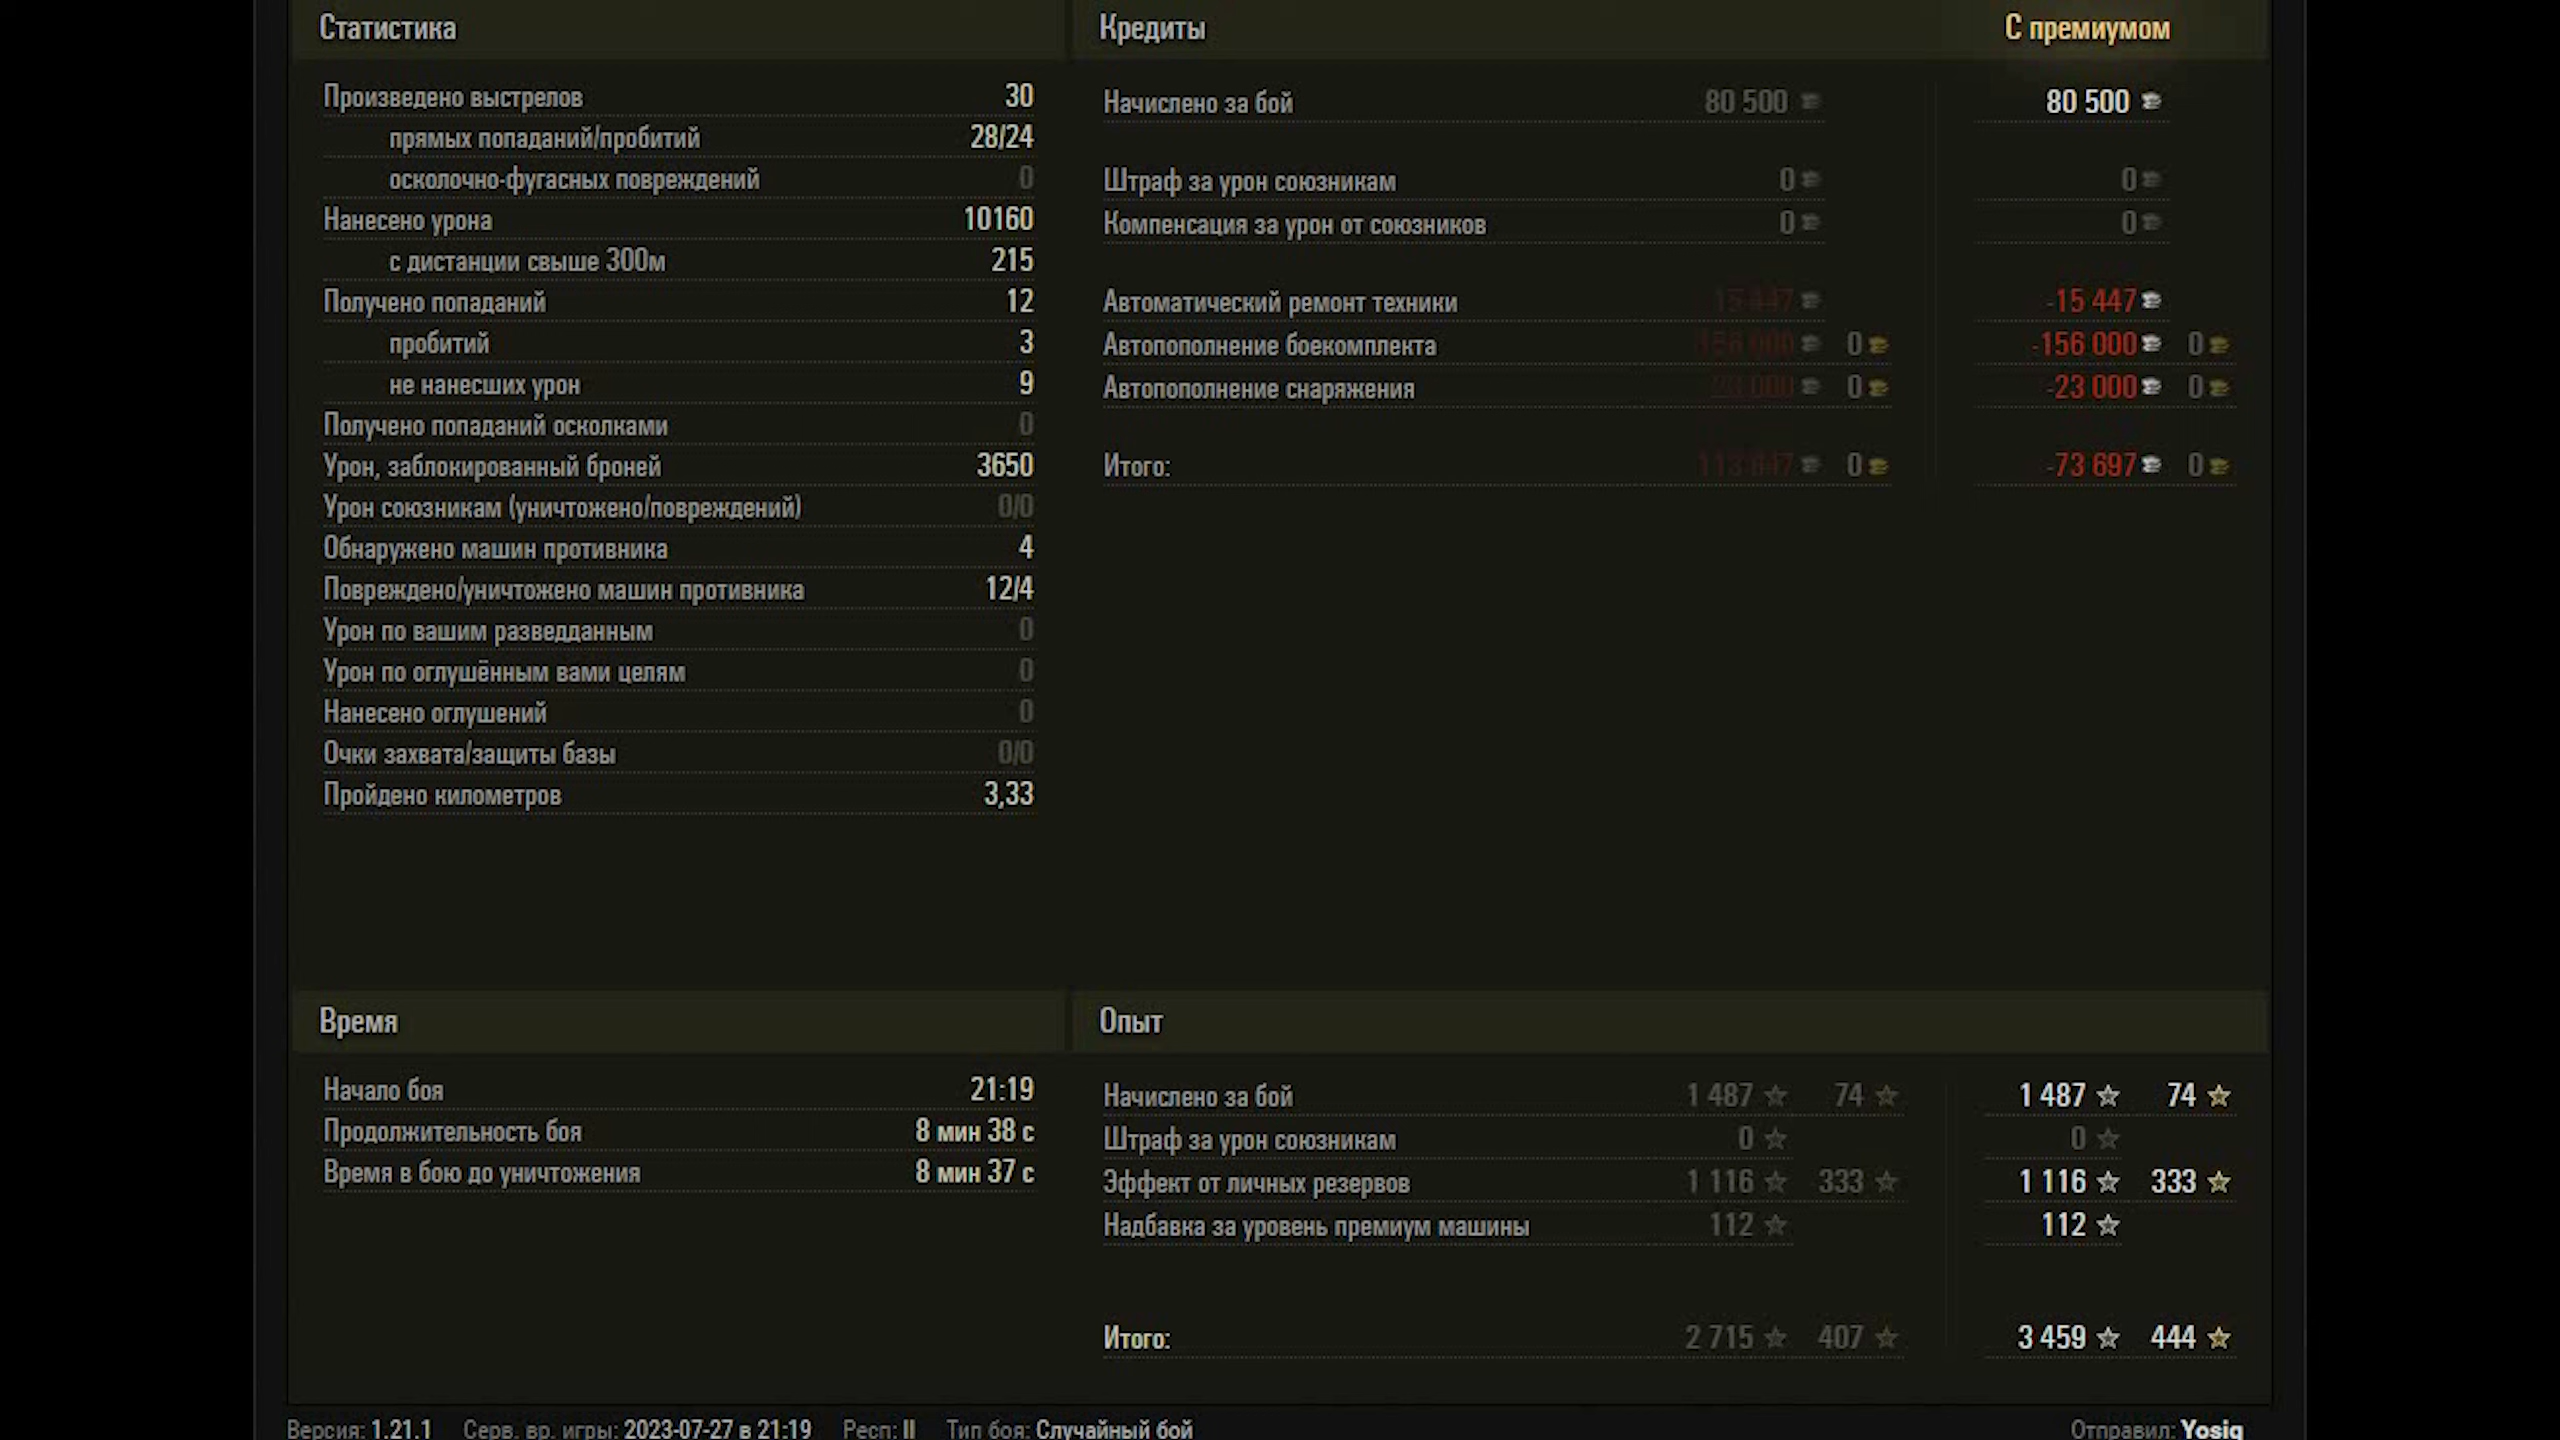 Статистика
Произведено выстрелов 30
прямых попаданий/пробитий 28/24
осколочно-фугасных повреждений 0
Нанесено урона 10160
с дистанции свыше 300м 215
Получено попаданий 12
пробитий 3
не нанесших урон 9
Получено попаданий осколками 0
Урон, заблокированный броней 3650
Урон союзникам (уничтожено/повреждений) 0/0
Обнаружено машин противника 4
Повреждено/уничтожено машин противника 12/4
Урон по вашим разведданным 0
Урон по оглушённым вами целям 0
Нанесено оглушений 0
Очки захвата/защиты базы 0/0
Пройдено километров 3,33
Кредиты С премиумом
Начислено за бой 80 500 80 500
Штраф за урон союзникам 0 0
Компенсация за урон от союзников 0 0
Автоматический ремонт техники 15 447 -15 447
Автопополнение боекомплекта 156 000 0 -156 000 0
Автопополнение снаряжения 0 -23 000 0
Итого: 0 -73 697 0
Время
Начало боя 21:19
Продолжительность боя 8 мин 38 с
Время в бою до уничтожения 8 мин 37 с
Опыт
Начислено за бой 1 487 74 1 487 74
Штраф за урон союзникам 0 0
Эффект от личных резервов 1 116 333 1 116 333
Надбавка за уровень премиум машины 112 112
Итого: 2 715 407 3 459 444
Версия: 1.21.1 Серв. вр. игры: 2023-07-27 в 21:19 Респ: II Тип боя: Случайный бой Отправил: Yosiq